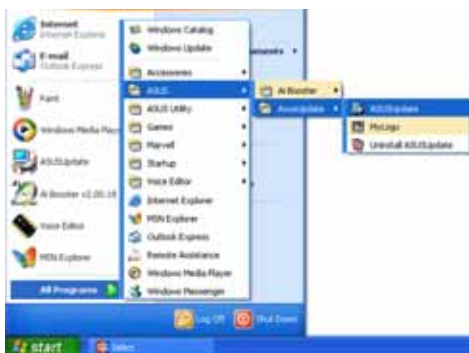 Internet
Internet Explorer
E-mail
Outlook Express
Paint
Windows Media Player
ASUSUpdate
Ai Booster v2.00.16
Voice Editor
MSN Explorer
All Programs
Windows Catalog
Windows Update
Accessories
ASUS
ASUS Utility
Games
Marvell
Startup
Voice Editor
Internet Explorer
MSN Explorer
Outlook Express
Remote Assistance
Windows Media Player
Windows Messenger
Ai Booster
AsusUpdate
ASUSUpdate
MyLogo
Uninstall ASUSUpdate
Log Off
Shut Down
start